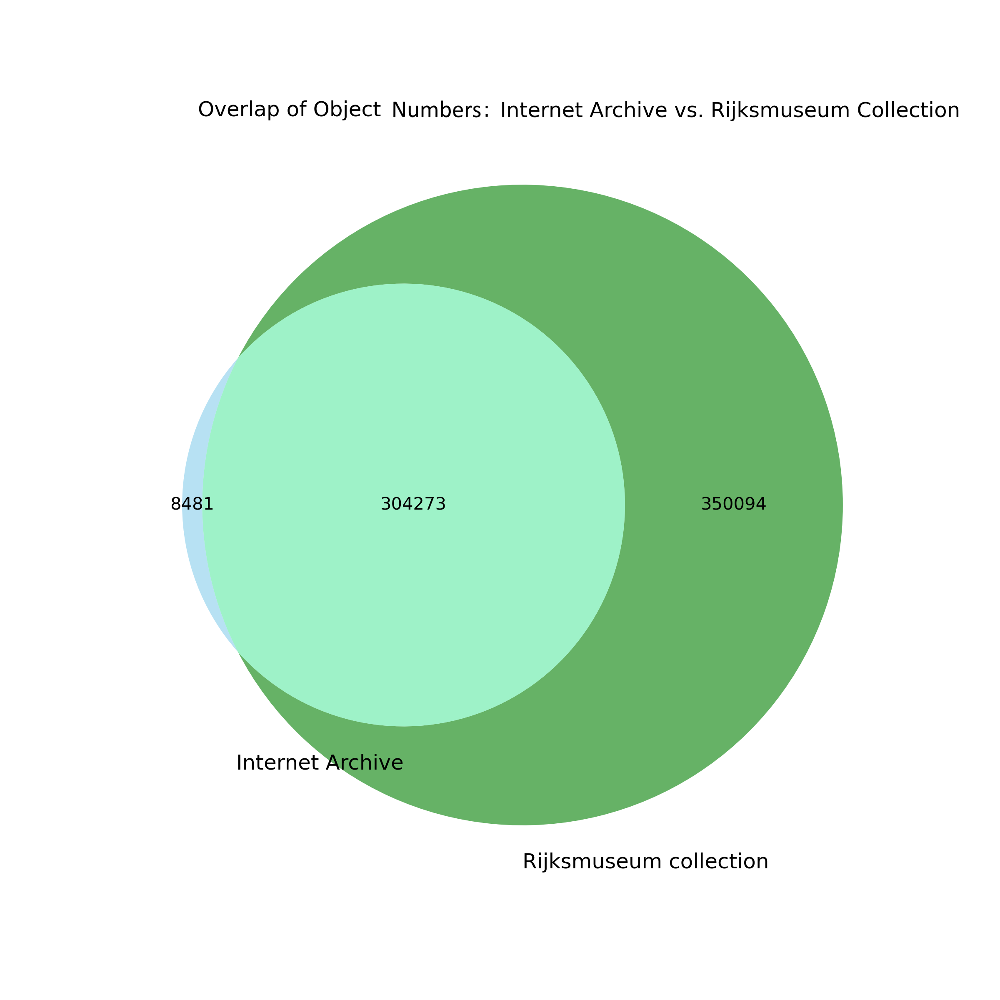 Overlap of Object Numbers: Internet Archive vs. Rijksmuseum Collection
8481 304273 350094
Internet Archive
Rijksmuseum collection